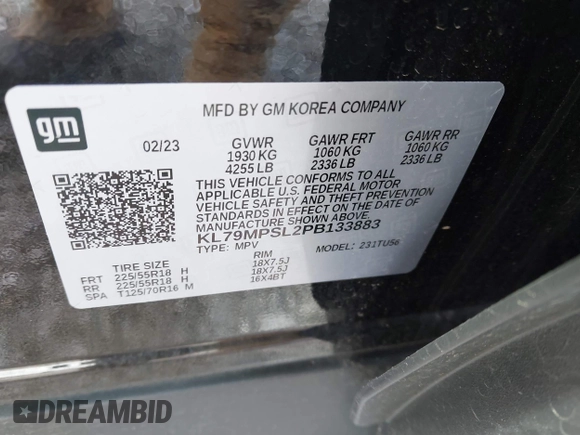 gm
MFD BY GM KOREA COMPANY
02/23 GVWR GAWR FRT GAWR RR
1930 KG 1060 KG 1060 KG
4255 LB 2336 LB 2336 LB
THIS VEHICLE CONFORMS TO ALL
APPLICABLE U.S. FEDERAL MOTOR
VEHICLE SAFETY AND THEFT PREVENTION
STANDARDS IN EFFECT ON THE DATE OF
MANUFACTURE SHOWN ABOVE.
KL79MPSL2PB133883
TYPE: MPV MODEL: 231TU56
TIRE SIZE RIM
FRT 225/55R18 H 18X7.5J
RR 225/55R18 H 18X7.5J
SPA T125/70R16 M 16X4BT
DREAMBID